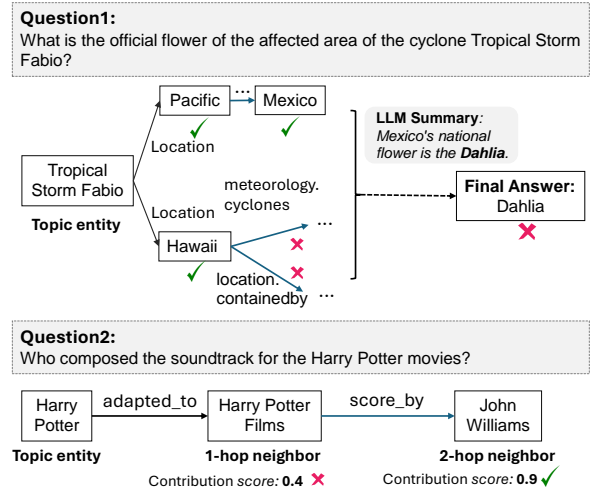 Question1:
What is the official flower of the affected area of the cyclone Tropical Storm
Fabio?
Pacific
...
Mexico
LLM Summary:
Mexico's national
flower is the Dahlia.
Location
Tropical
Storm Fabio
Topic entity
meteorology.
cyclones
Final Answer:
Dahlia
Location
...
Hawaii
location.
containedby
...
Question2:
Who composed the soundtrack for the Harry Potter movies?
Harry
Potter
adapted_to
Harry Potter
Films
score_by
John
Williams
Topic entity
1-hop neighbor
2-hop neighbor
Contribution score: 0.4
Contribution score: 0.9